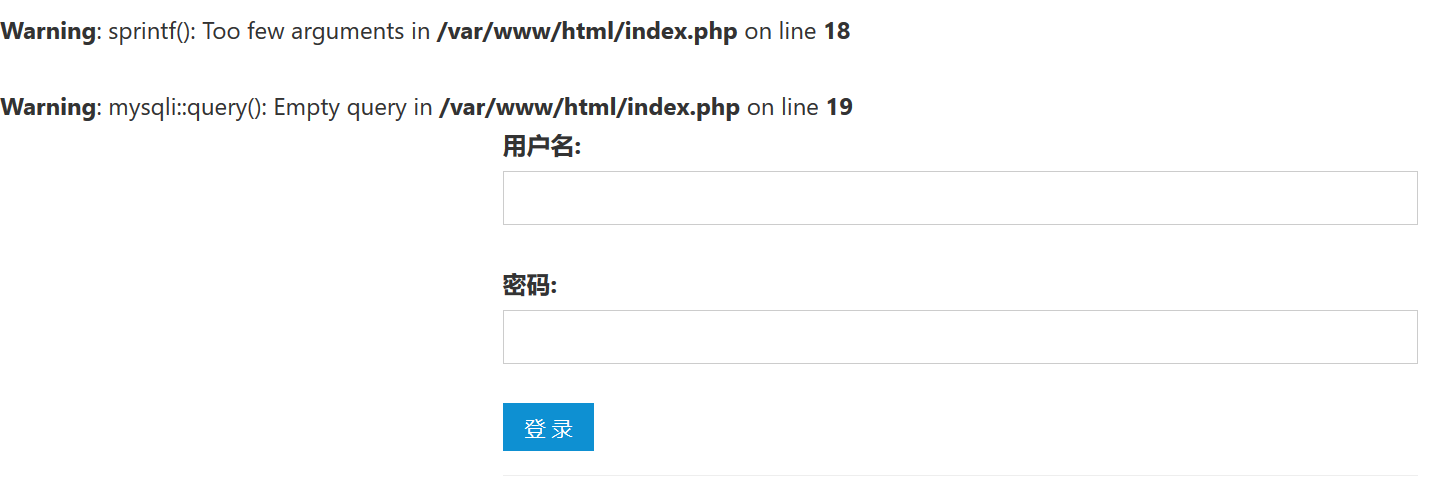 Warning: sprintf(): Too few arguments in /var/www/html/index.php on line 18
Warning: mysqli::query(): Empty query in /var/www/html/index.php on line 19
用户名:
密码:
登 录